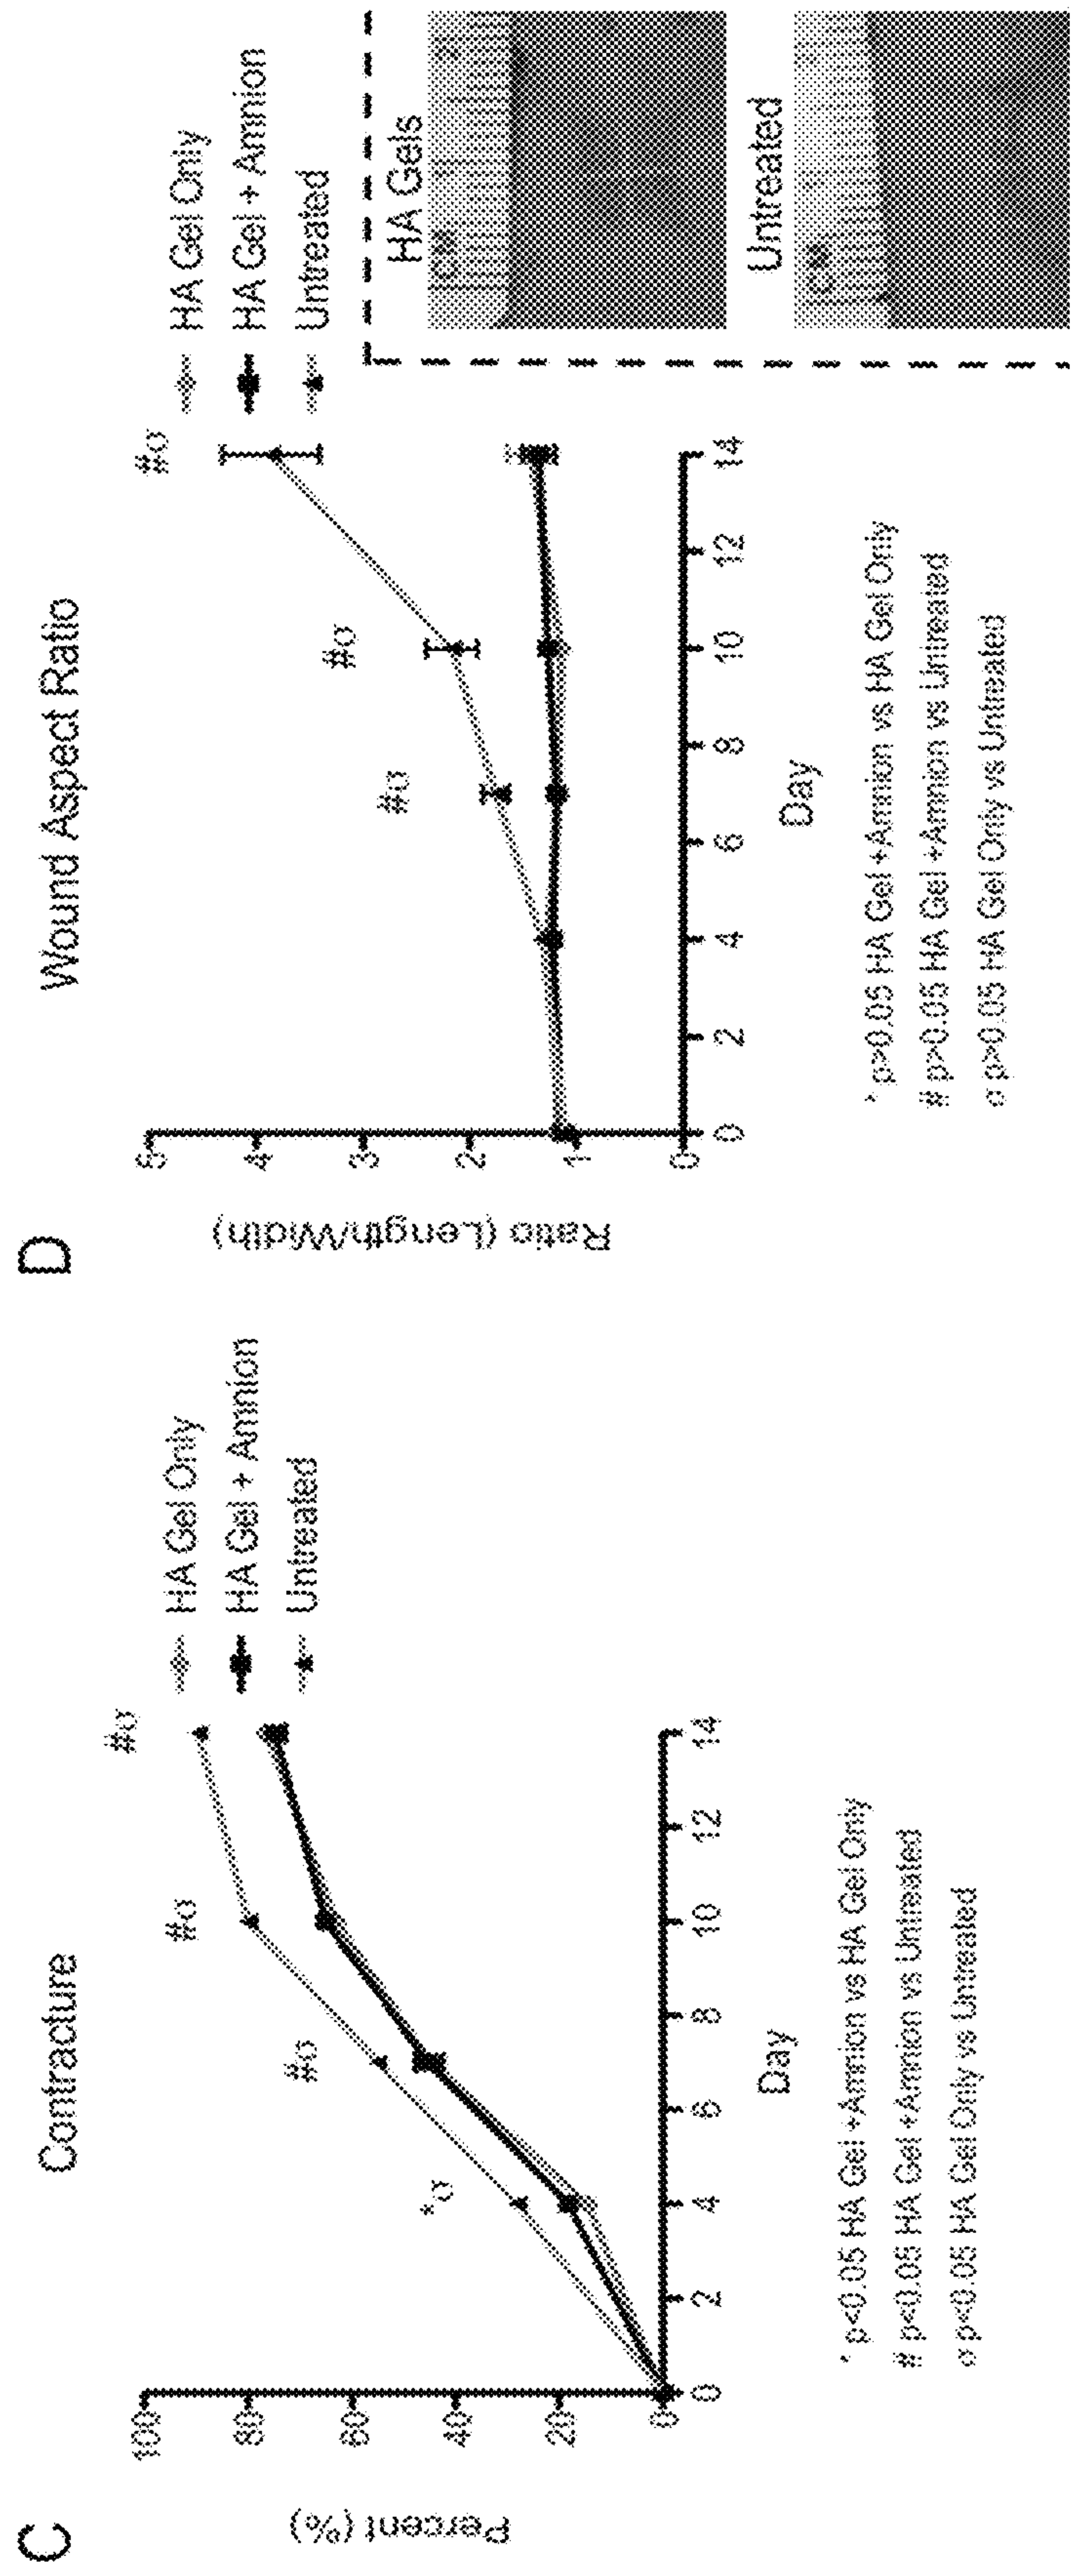 C
Contracture
Percent (%)
100
80
60
40
20
0
0 2 4 6 8 10 12 14
Day
*σ
#σ
#σ
#σ
HA Gel Only
HA Gel + Amnion
Untreated
* p<0.05 HA Gel +Amnion vs HA Gel Only
# p<0.05 HA Gel +Amnion vs Untreated
σ p<0.05 HA Gel Only vs Untreated
D
Wound Aspect Ratio
Ratio (Length/Width)
5
4
3
2
1
0
0 2 4 6 8 10 12 14
Day
#σ
#σ
#σ
HA Gel Only
HA Gel + Amnion
Untreated
* p>0.05 HA Gel +Amnion vs HA Gel Only
# p>0.05 HA Gel +Amnion vs Untreated
σ p>0.05 HA Gel Only vs Untreated
HA Gels
CM
Untreated
CM